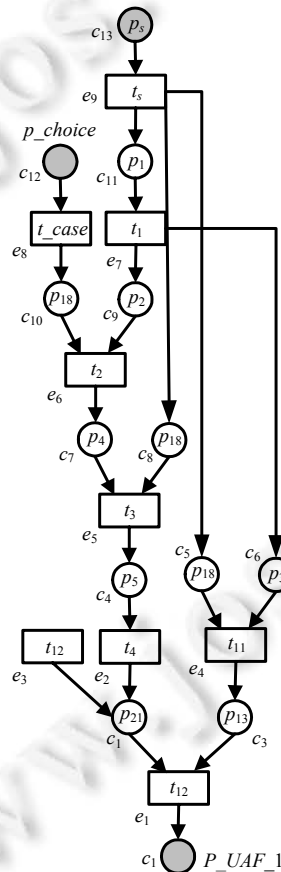 c13 ps
e9 ts
p_choice
c12
c11 p1
e8 t_case
e7 t1
c10 p18
c9 p2
e6 t2
c7 p4
c8 p18
e5 t3
c4 p5
c5 p18
c6
e3 t12
e2 t4
e4 t11
c1 p21
c3 p13
e1 t12
c1 P_UAF_1